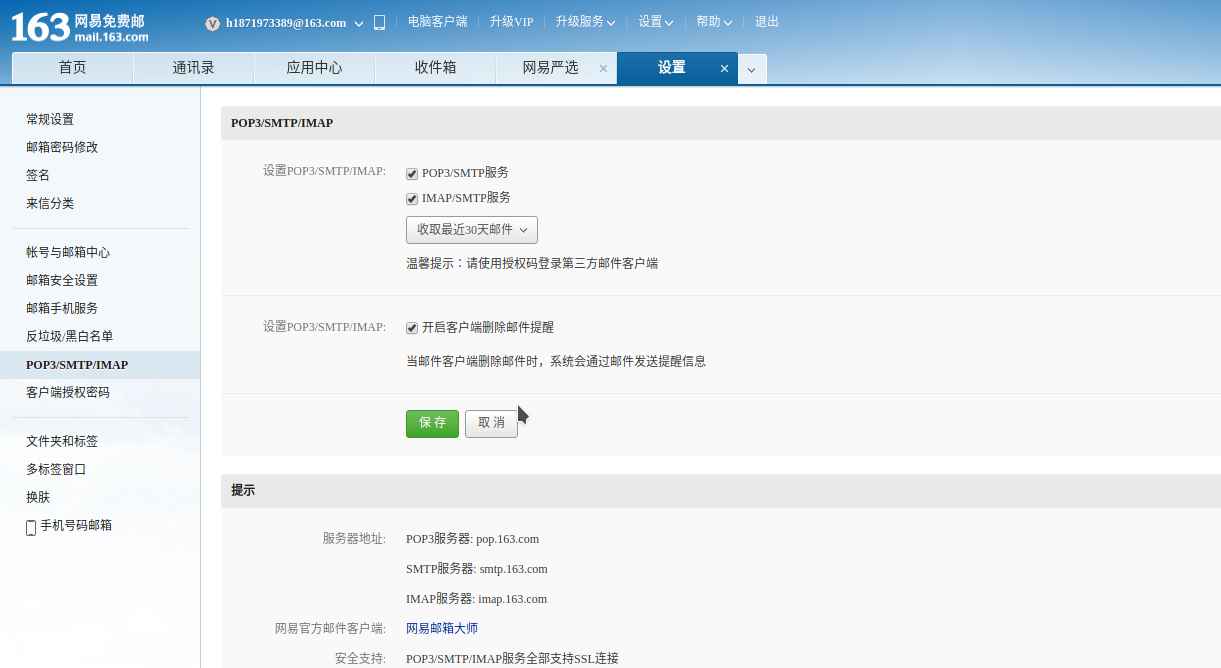 163 网易免费邮
mail.163.com
h1871973389@163.com
电脑客户端 升级VIP 升级服务 设置 帮助 退出
首页 通讯录 应用中心 收件箱 网易严选 × 设置 ×
常规设置
邮箱密码修改
签名
来信分类
帐号与邮箱中心
邮箱安全设置
邮箱手机服务
反垃圾/黑白名单
POP3/SMTP/IMAP
客户端授权密码
文件夹和标签
多标签窗口
换肤
手机号码邮箱
POP3/SMTP/IMAP
设置POP3/SMTP/IMAP: POP3/SMTP服务
IMAP/SMTP服务
收取最近30天邮件
温馨提示：请使用授权码登录第三方邮件客户端
设置POP3/SMTP/IMAP: 开启客户端删除邮件提醒
当邮件客户端删除邮件时，系统会通过邮件发送提醒信息
保 存 取 消
提示
服务器地址: POP3服务器: pop.163.com
SMTP服务器: smtp.163.com
IMAP服务器: imap.163.com
网易官方邮件客户端: 网易邮箱大师
安全支持: POP3/SMTP/IMAP服务全部支持SSL连接